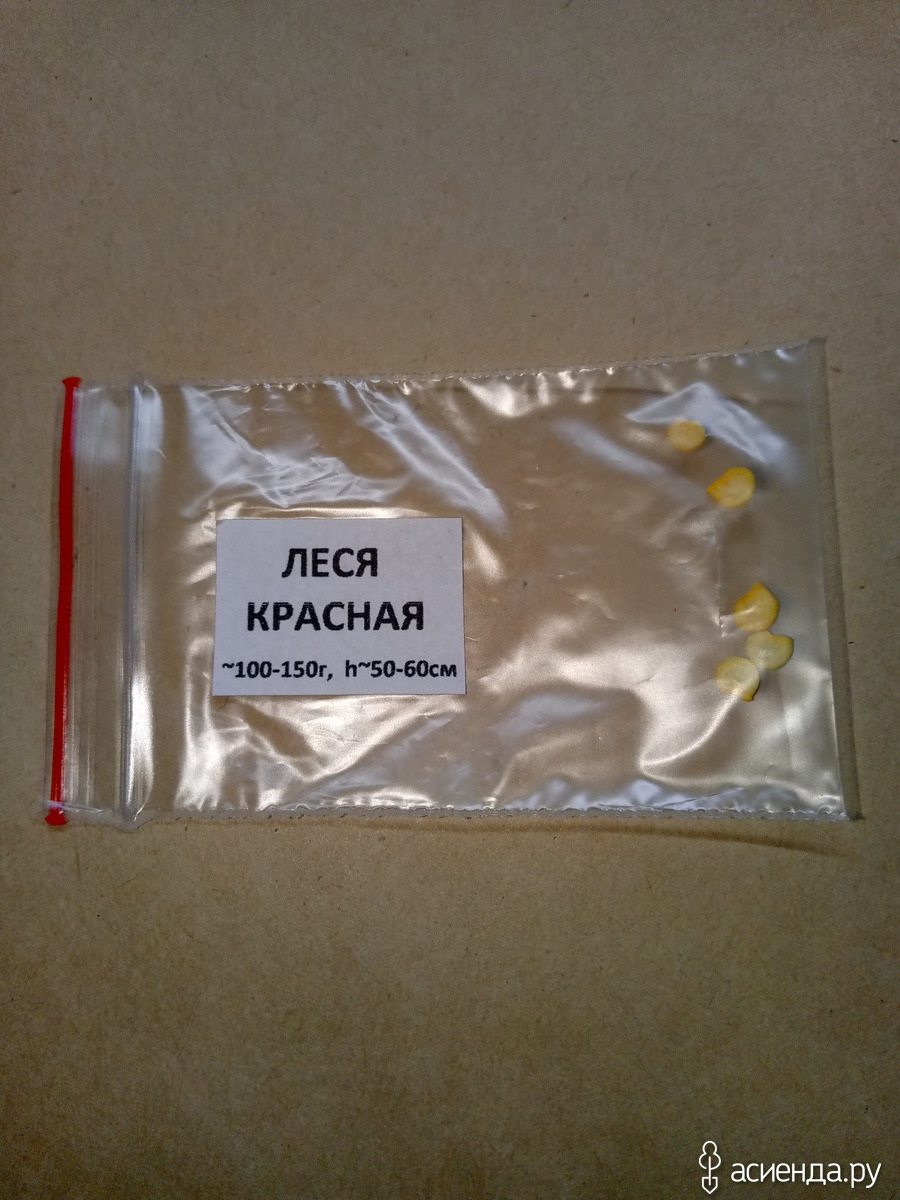 ЛЕСЯ
КРАСНАЯ
~100-150г, h~50-60см
асиенда.ру